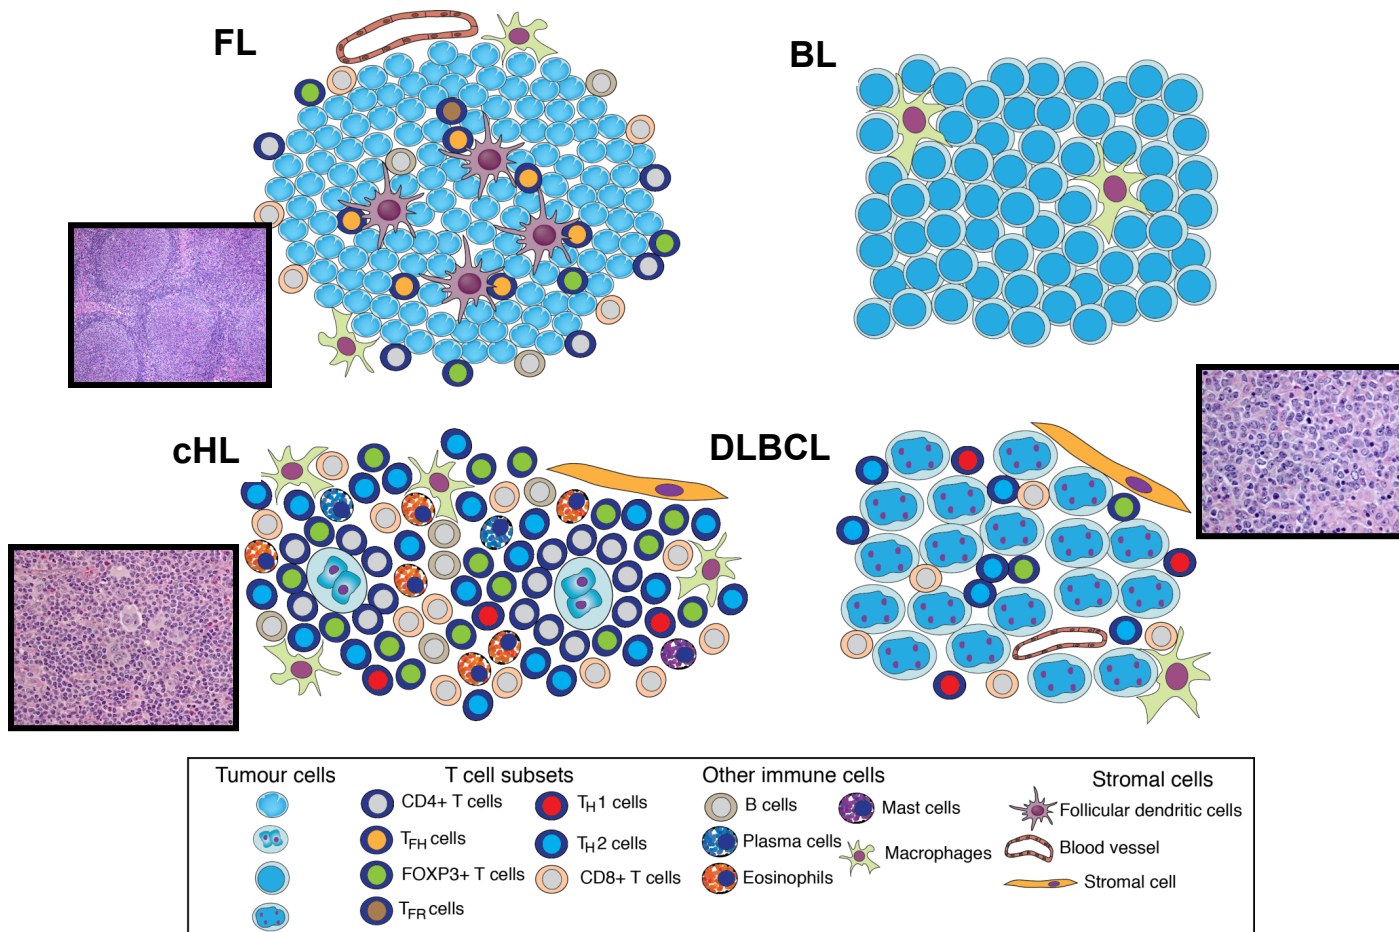 FL
BL
cHL
DLBCL
Tumour cells
T cell subsets
Other immune cells
Stromal cells
CD4+ T cells
TFH cells
FOXP3+ T cells
TFR cells
TH1 cells
TH2 cells
CD8+ T cells
B cells
Plasma cells
Eosinophils
Mast cells
Macrophages
Follicular dendritic cells
Blood vessel
Stromal cell